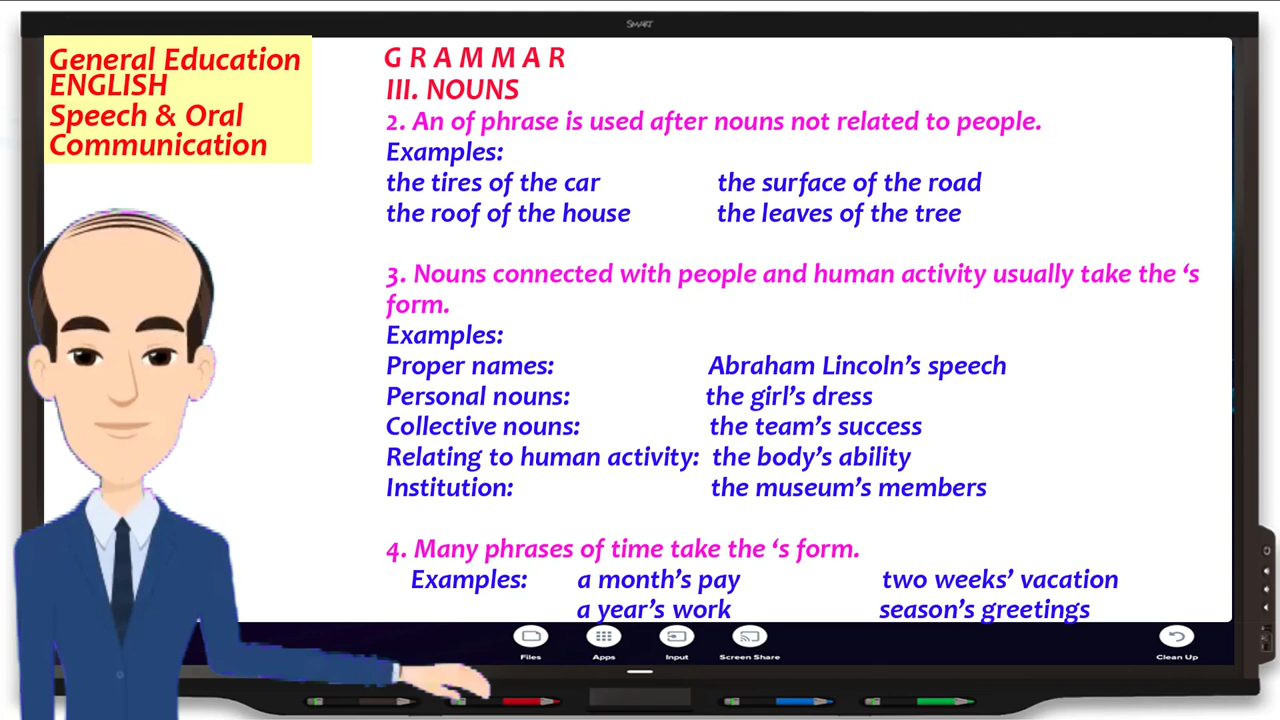 SMART
General Education
ENGLISH
Speech & Oral
Communication
G R A M M A R
III. NOUNS
2. An of phrase is used after nouns not related to people.
Examples:
the tires of the car the surface of the road
the roof of the house the leaves of the tree
3. Nouns connected with people and human activity usually take the ‘s
form.
Examples:
Proper names: Abraham Lincoln’s speech
Personal nouns: the girl’s dress
Collective nouns: the team’s success
Relating to human activity: the body’s ability
Institution: the museum’s members
4. Many phrases of time take the ‘s form.
Examples: a month’s pay two weeks’ vacation
a year’s work season’s greetings
Files Apps Input Screen Share Clean Up